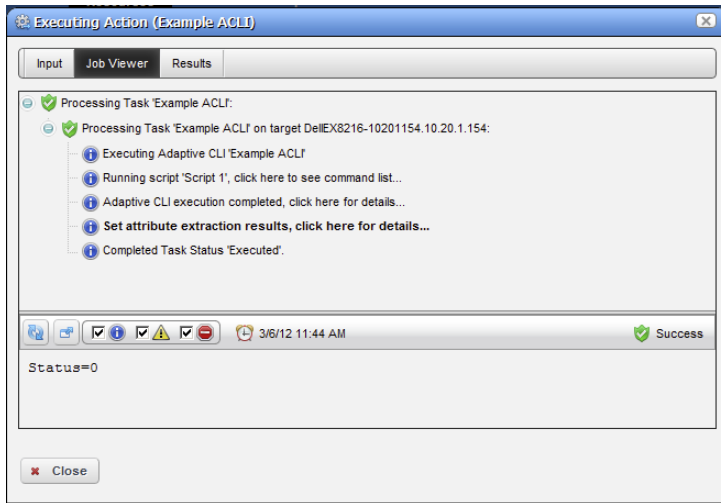 Executing Action (Example ACLI)
Input Job Viewer Results
Processing Task 'Example ACLI':
Processing Task 'Example ACLI' on target DellEX8216-10201154.10.20.1.154:
Executing Adaptive CLI 'Example ACLI'
Running script 'Script 1', click here to see command list...
Adaptive CLI execution completed, click here for details...
Set attribute extraction results, click here for details...
Completed Task Status 'Executed'.
3/6/12 11:44 AM Success
Status=0
Close